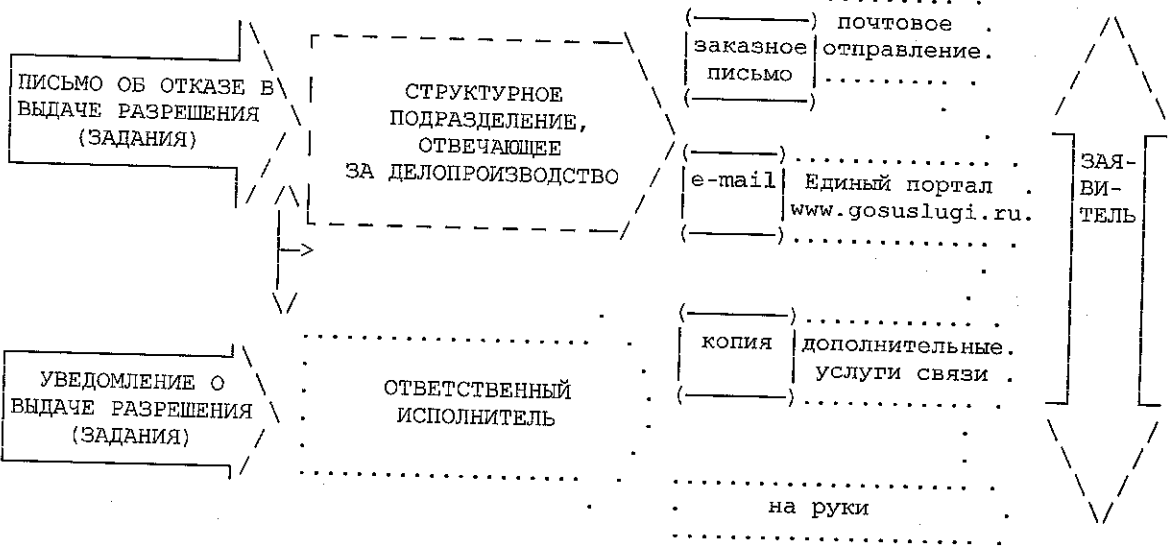 ПИСЬМО ОБ ОТКАЗЕ В
ВЫДАЧЕ РАЗРЕШЕНИЯ
(ЗАДАНИЯ)
СТРУКТУРНОЕ
ПОДРАЗДЕЛЕНИЕ,
ОТВЕЧАЮЩЕЕ
ЗА ДЕЛОПРОИЗВОДСТВО
заказное
письмо
почтовое
отправление
e-mail
Единый портал
www.gosuslugi.ru.
ЗАЯ-
ВИ-
ТЕЛЬ
УВЕДОМЛЕНИЕ О
ВЫДАЧЕ РАЗРЕШЕНИЯ
(ЗАДАНИЯ)
ОТВЕТСТВЕННЫЙ
ИСПОЛНИТЕЛЬ
копия
дополнительные
услуги связи
на руки